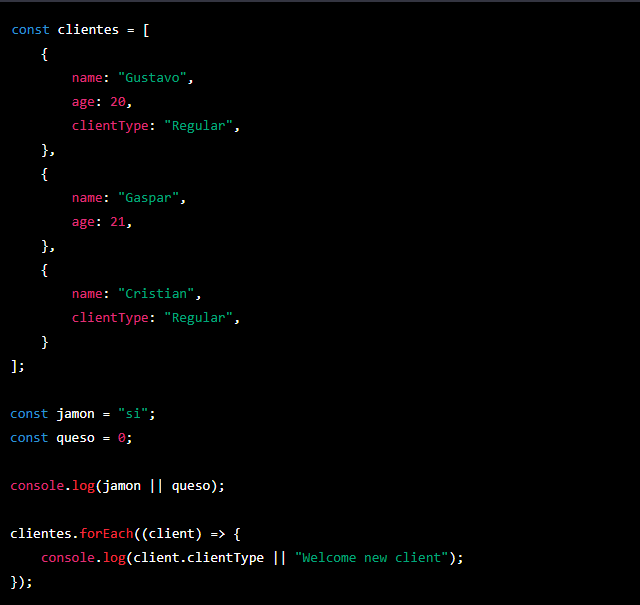 const clientes = [
    {
        name: "Gustavo",
        age: 20,
        clientType: "Regular",
    },
    {
        name: "Gaspar",
        age: 21,
    },
    {
        name: "Cristian",
        clientType: "Regular",
    }
];

const jamon = "si";
const queso = 0;

console.log(jamon || queso);

clientes.forEach((client) => {
    console.log(client.clientType || "Welcome new client");
});